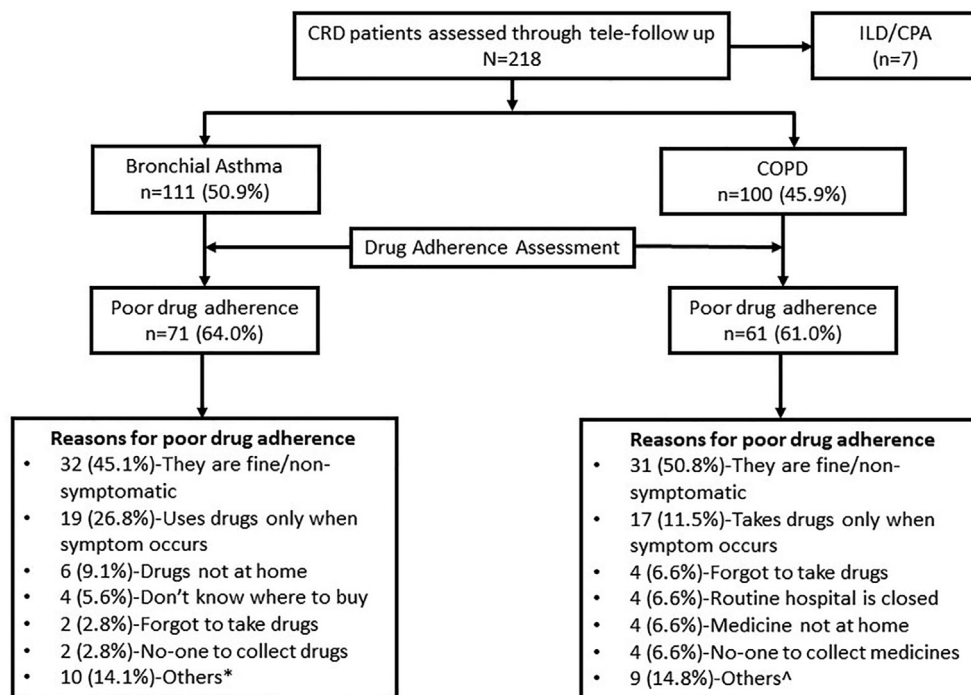 CRD patients assessed through tele-follow up
N=218
ILD/CPA
(n=7)
Bronchial Asthma
n=111 (50.9%)
COPD
n=100 (45.9%)
Drug Adherence Assessment
Poor drug adherence
n=71 (64.0%)
Poor drug adherence
n=61 (61.0%)
Reasons for poor drug adherence
• 32 (45.1%)-They are fine/non-
symptomatic
• 19 (26.8%)-Uses drugs only when
symptom occurs
• 6 (9.1%)-Drugs not at home
• 4 (5.6%)-Don't know where to buy
• 2 (2.8%)-Forgot to take drugs
• 2 (2.8%)-No-one to collect drugs
• 10 (14.1%)-Others*
Reasons for poor drug adherence
• 31 (50.8%)-They are fine/non-
symptomatic
• 17 (11.5%)-Takes drugs only when
symptom occurs
• 4 (6.6%)-Forgot to take drugs
• 4 (6.6%)-Routine hospital is closed
• 4 (6.6%)-Medicine not at home
• 4 (6.6%)-No-one to collect medicines
• 9 (14.8%)-Others^